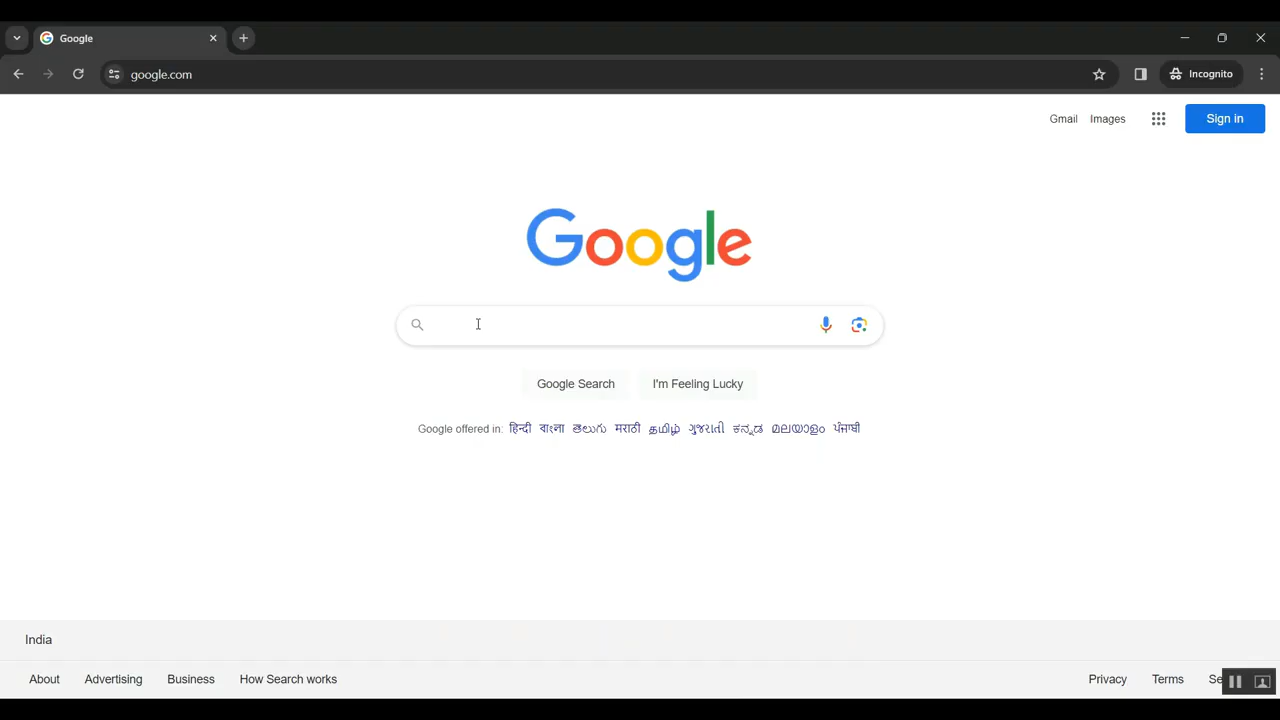 Google
google.com
Incognito
Gmail Images Sign in
Google
Google Search I'm Feeling Lucky
Google offered in: हिन्दी বাংলা తెలుగు मराठी தமிழ் ગુજરાતી ಕನ್ನಡ മലയാളം ਪੰਜਾਬੀ
India
About Advertising Business How Search works Privacy Terms Se